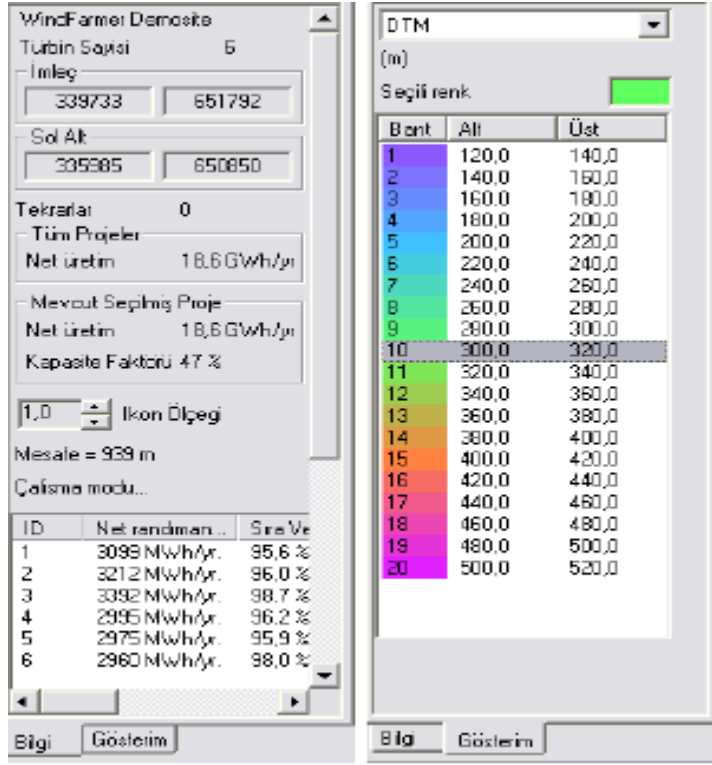 WindFarmer Demosite
Türbin Sayisi 6
İmleç
339733 651792
Sol Alt
335985 650850
Tekrarlar 0
Tüm Projeler
Net üretim 18,6 GWh/yr
Mevcut Seçilmiş Proje
Net üretim 18,6 GWh/yr
Kapasite Faktörü 47 %
1,0 Ikon Ölçegi
Mesafe = 939 m
Çalisma modu...
ID Net randıman... Sıra Ve
1 3099 MWh/yr. 95,6 %
2 3212 MWh/yr. 96,0 %
3 3392 MWh/yr. 98,7 %
4 2995 MWh/yr. 96,2 %
5 2975 MWh/yr. 95,9 %
6 2960 MWh/yr. 98,0 %
Bilgi Gösterim
DTM
(m)
Seçili renk
Bant Alt Üst
1 120,0 140,0
2 140,0 160,0
3 160,0 180,0
4 180,0 200,0
5 200,0 220,0
6 220,0 240,0
7 240,0 260,0
8 260,0 280,0
9 280,0 300,0
10 300,0 320,0
11 320,0 340,0
12 340,0 360,0
13 360,0 380,0
14 380,0 400,0
15 400,0 420,0
16 420,0 440,0
17 440,0 460,0
18 460,0 480,0
19 480,0 500,0
20 500,0 520,0
Bilgi Gösterim